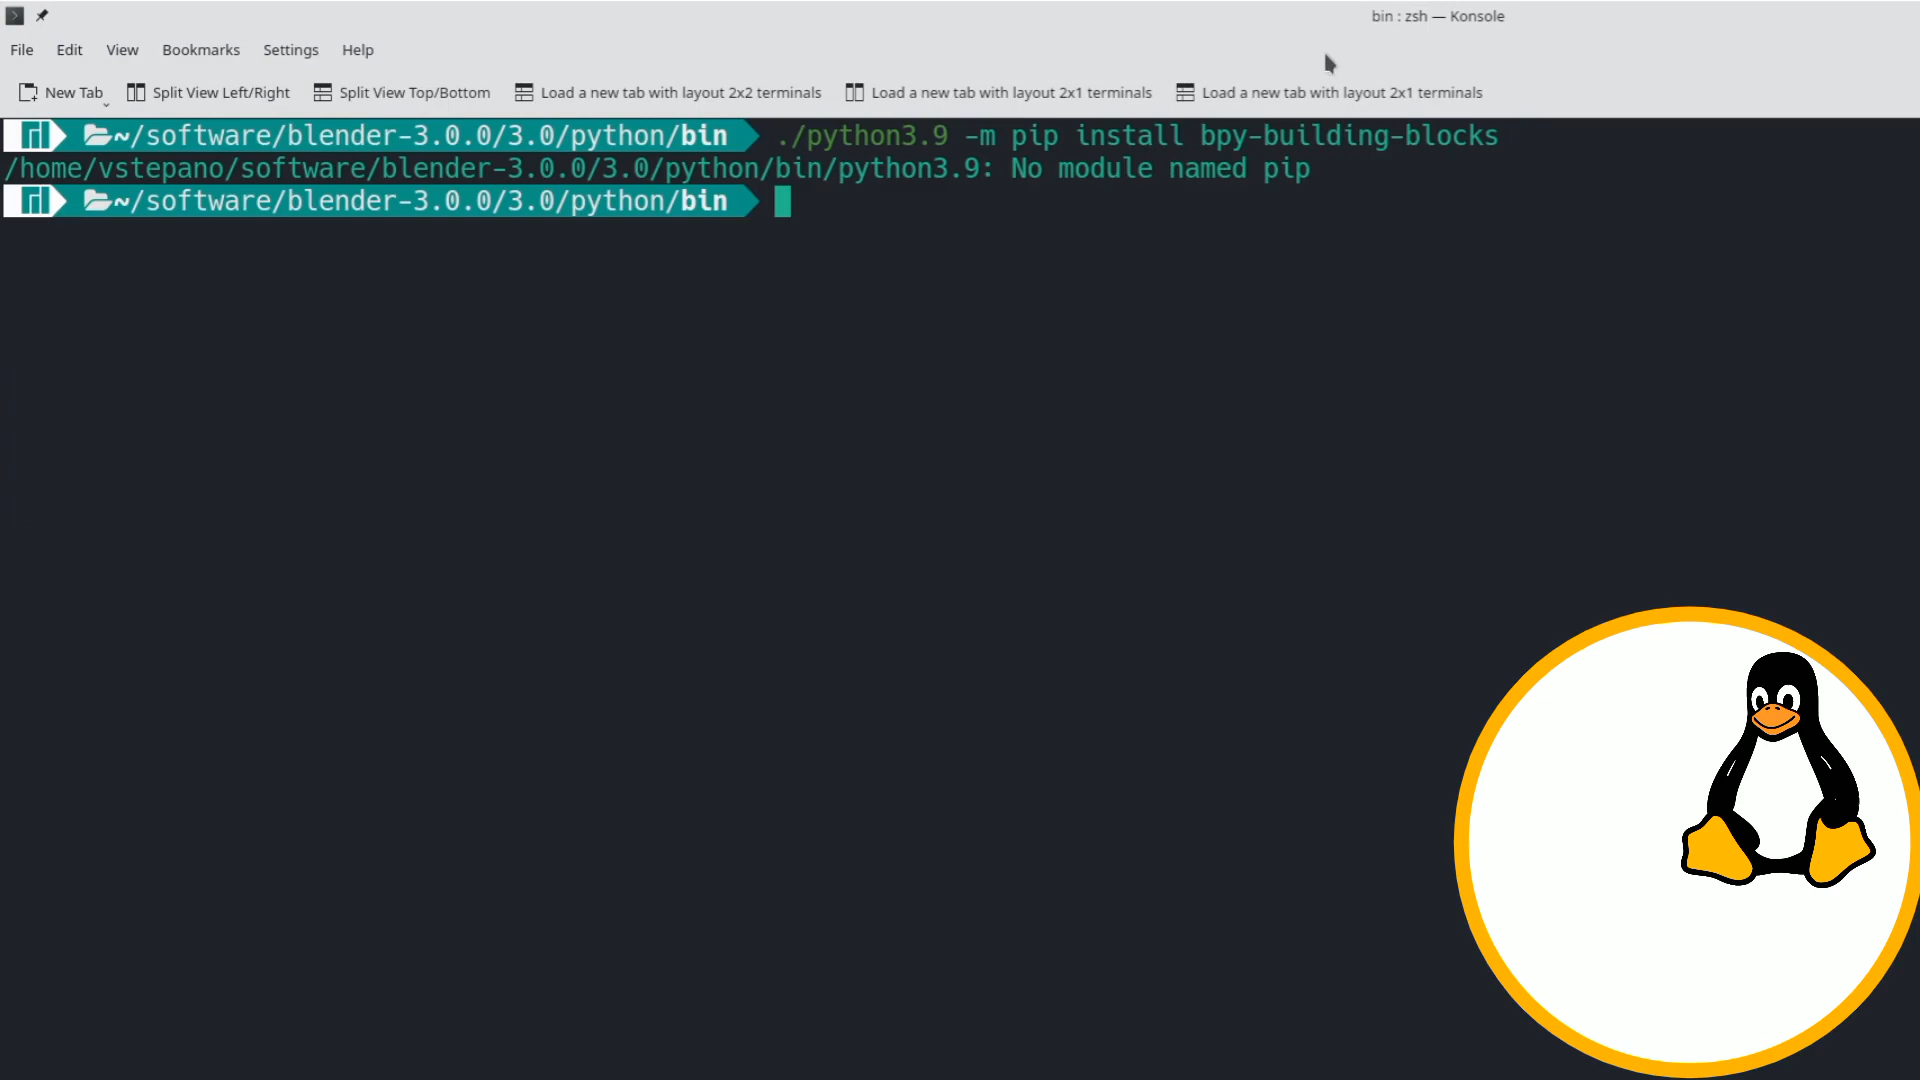 bin : zsh — Konsole
File Edit View Bookmarks Settings Help
New Tab Split View Left/Right Split View Top/Bottom Load a new tab with layout 2x2 terminals Load a new tab with layout 2x1 terminals Load a new tab with layout 2x1 terminals
~/software/blender-3.0.0/3.0/python/bin ./python3.9 -m pip install bpy-building-blocks
/home/vstepano/software/blender-3.0.0/3.0/python/bin/python3.9: No module named pip
~/software/blender-3.0.0/3.0/python/bin